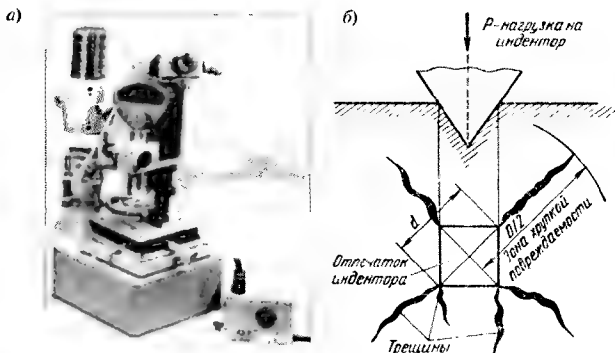 а)
б)
Р-нагрузка на
индентор
d
D/2
Зона хрупкой
повреждаемости
Отпечаток
индентора
Трещины